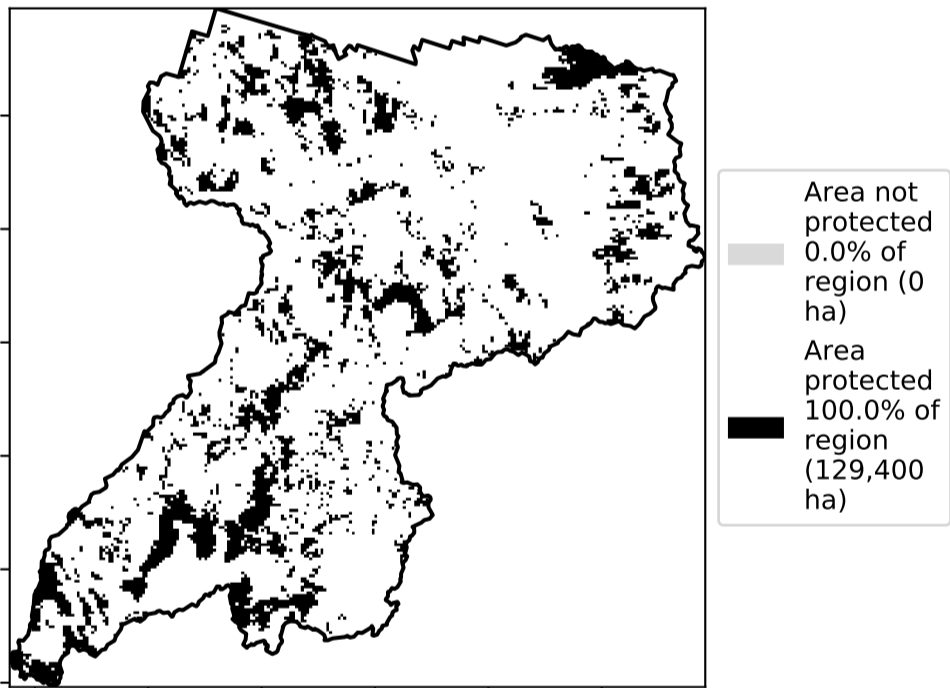 Area not
protected
0.0% of
region (0
ha)
Area
protected
100.0% of
region
(129,400
ha)